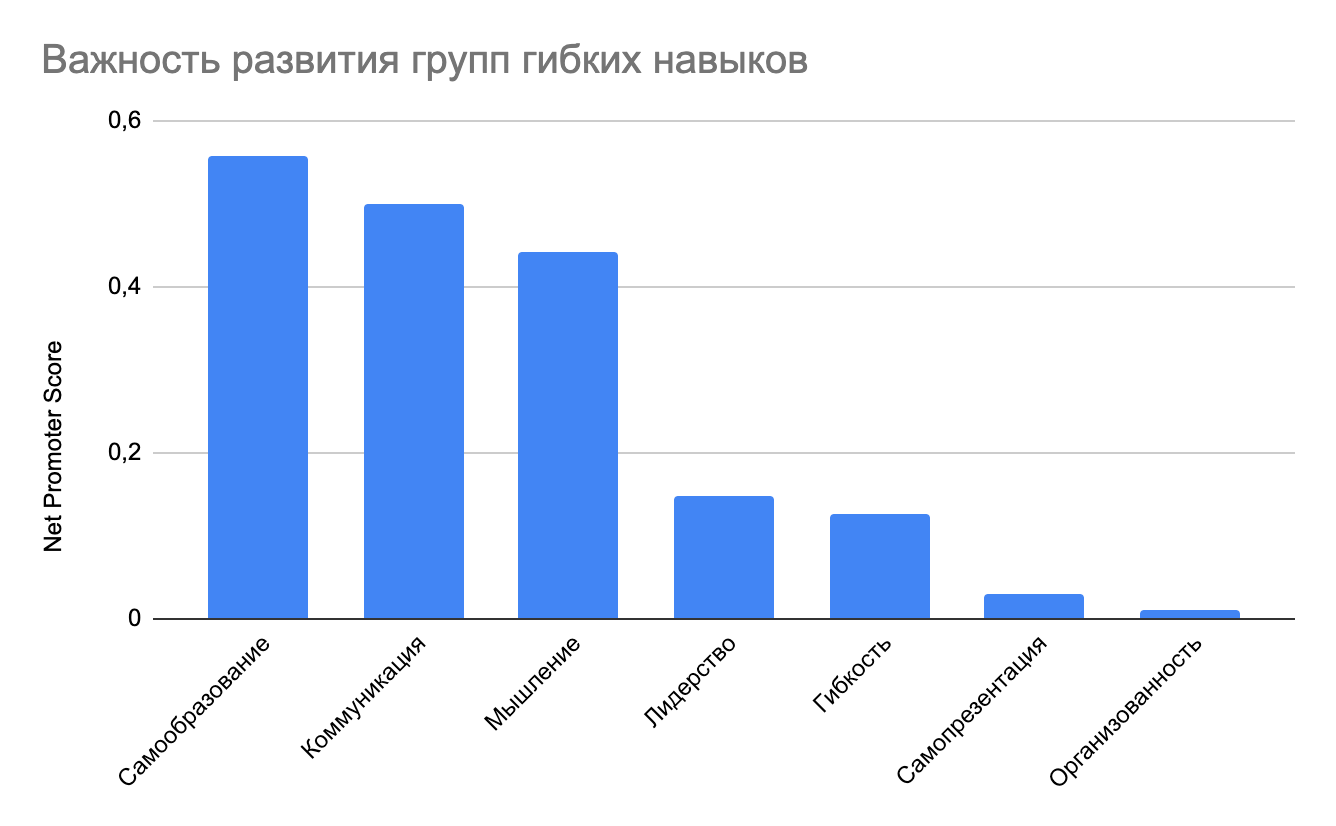 Важность развития групп гибких навыков
0,6
0,4
0,2
0
Net Promoter Score
Самообразование
Коммуникация
Мышление
Лидерство
Гибкость
Самопрезентация
Организованность